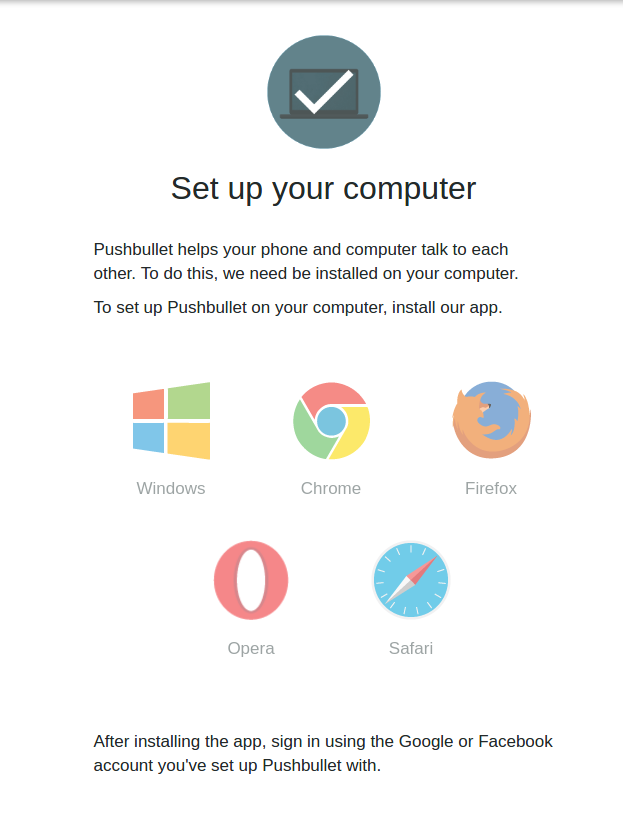 Set up your computer
Pushbullet helps your phone and computer talk to each
other. To do this, we need be installed on your computer.
To set up Pushbullet on your computer, install our app.
Windows
Chrome
Firefox
Opera
Safari
After installing the app, sign in using the Google or Facebook
account you've set up Pushbullet with.